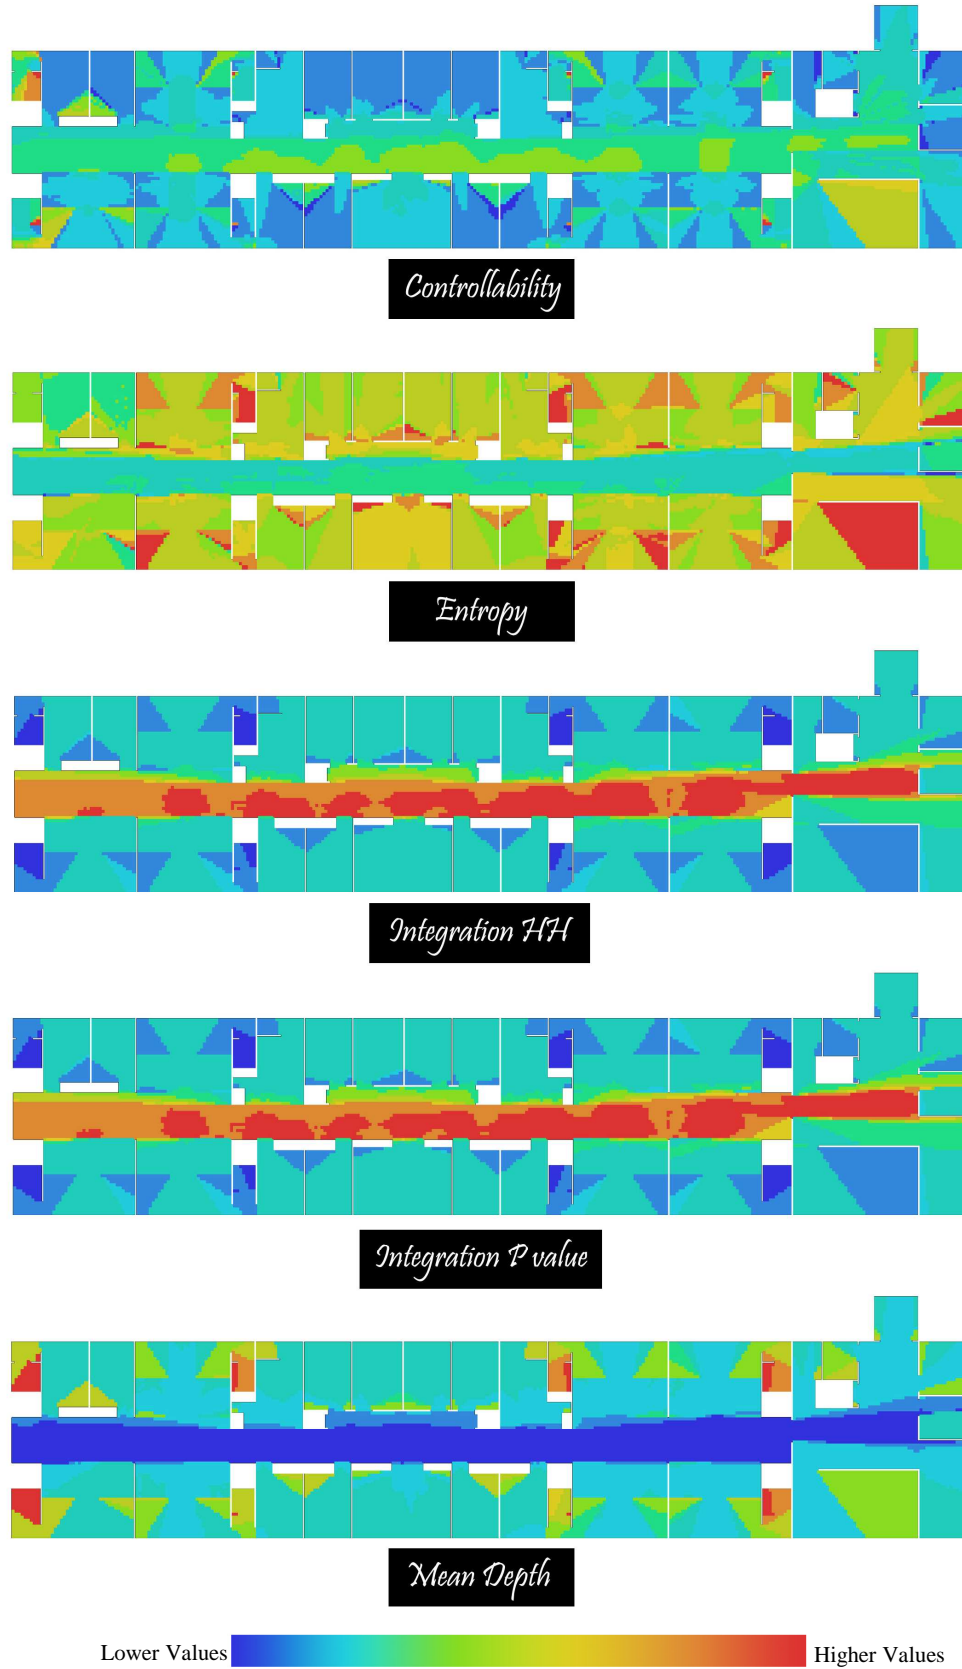 Controllability
Entropy
Integration HH
Integration P value
Mean Depth
Lower Values
Higher Values